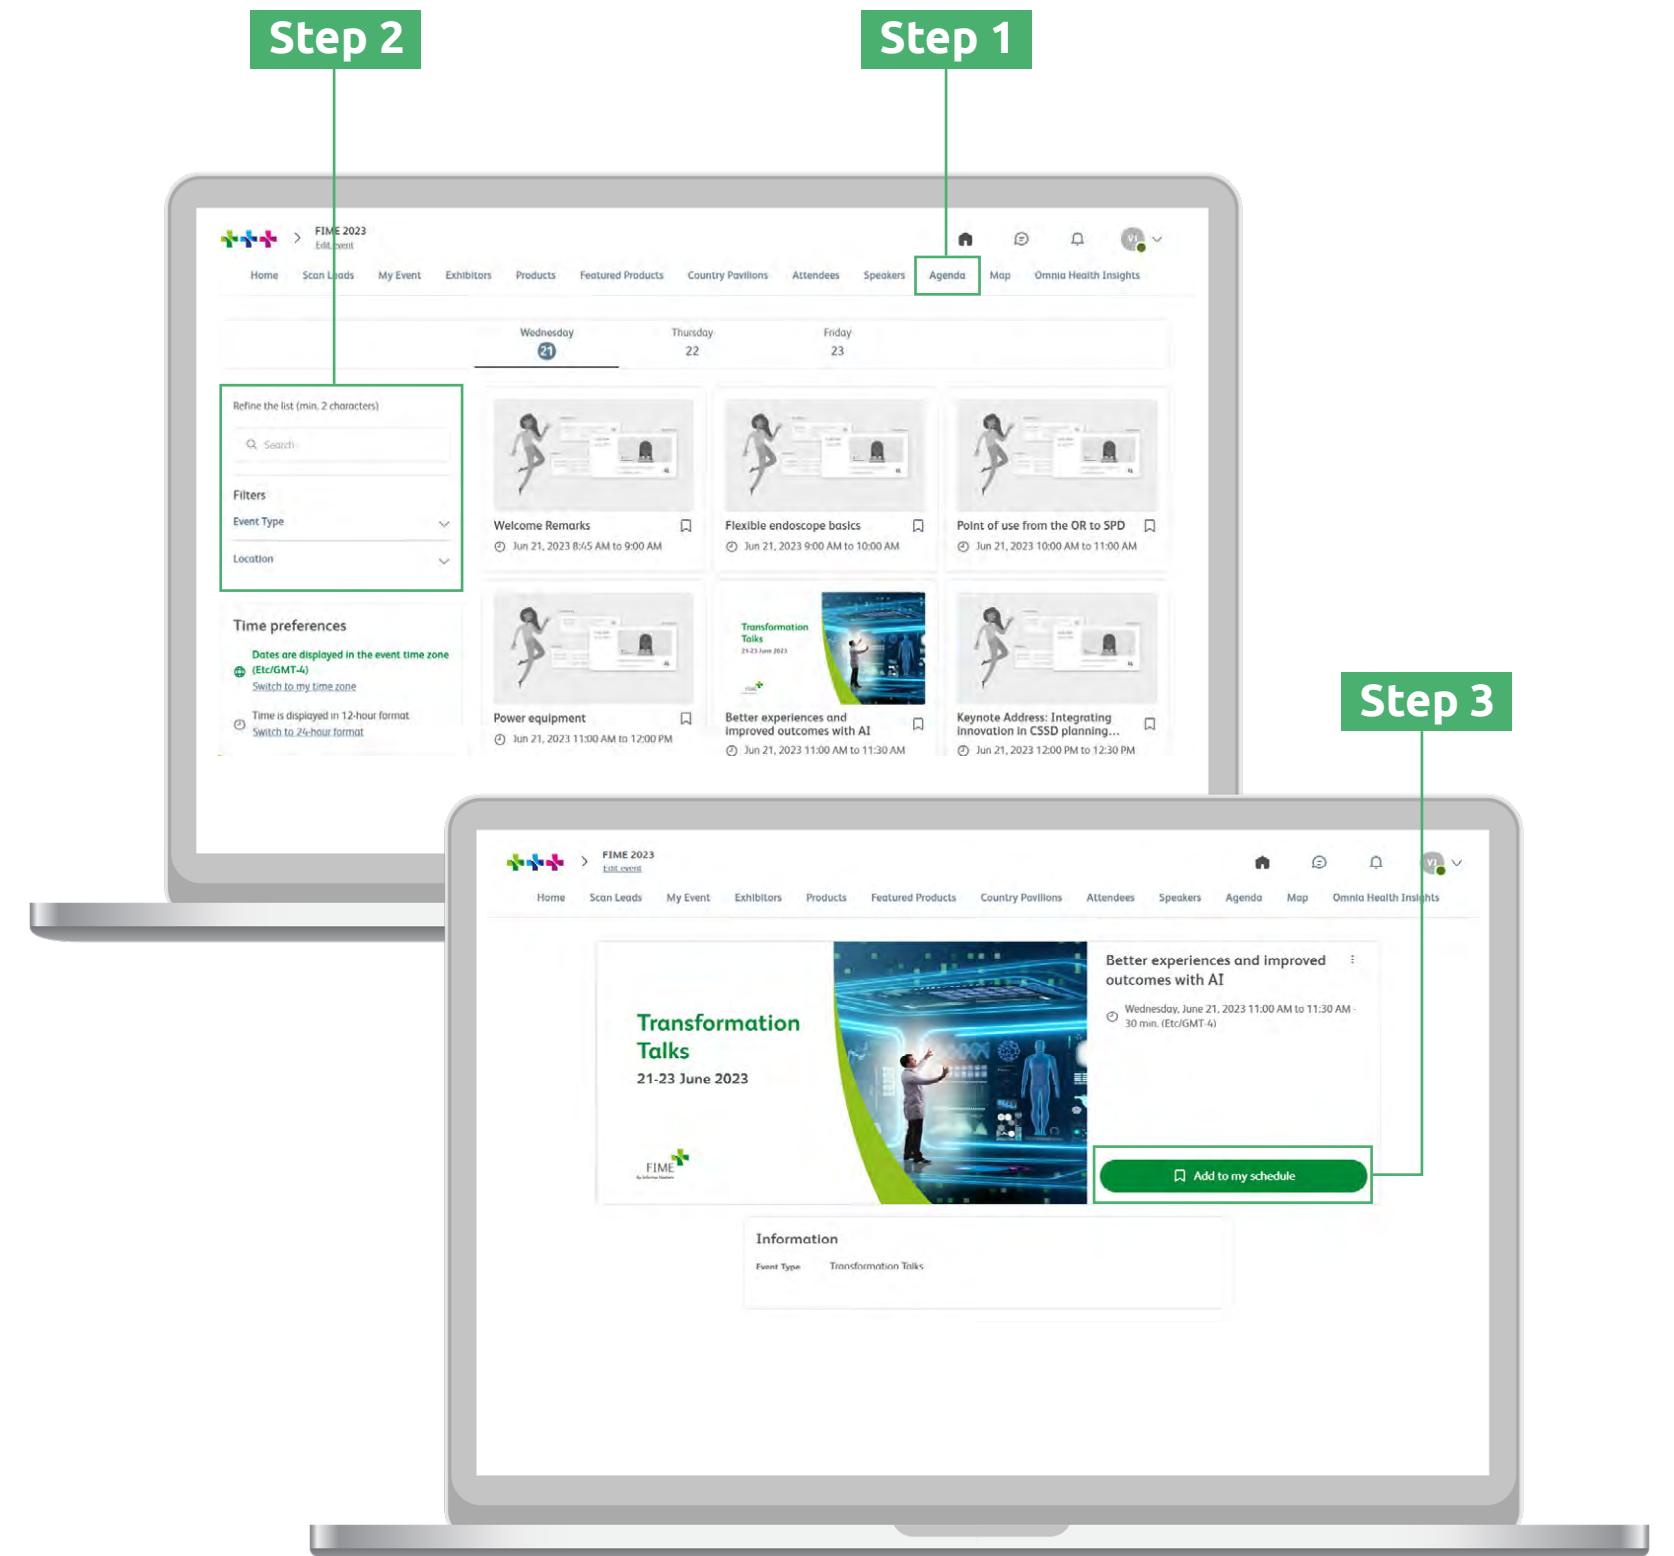 Step 2
Step 1
FIME 2023
Edit event
VJ
Home Scan Leads My Event Exhibitors Products Featured Products Country Pavilions Attendees Speakers Agenda Map Omnia Health Insights
Wednesday Thursday Friday
21 22 23
Refine the list (min. 2 characters)
Search
Filters
Event Type
Location
Time preferences
Dates are displayed in the event time zone
(Etc/GMT-4)
Switch to my time zone
Time is displayed in 12-hour format
Switch to 24-hour format
Welcome Remarks
Jun 21, 2023 8:45 AM to 9:00 AM
Flexible endoscope basics
Jun 21, 2023 9:00 AM to 10:00 AM
Point of use from the OR to SPD
Jun 21, 2023 10:00 AM to 11:00 AM
Power equipment
Jun 21, 2023 11:00 AM to 12:00 PM
Transformation
Talks
21-23 June 2023
FIME
Better experiences and
improved outcomes with AI
Jun 21, 2023 11:00 AM to 11:30 AM
Keynote Address: Integrating
innovation in CSSD planning...
Jun 21, 2023 12:00 PM to 12:30 PM
Step 3
FIME 2023
Edit event
VJ
Home Scan Leads My Event Exhibitors Products Featured Products Country Pavilions Attendees Speakers Agenda Map Omnia Health Insights
Transformation
Talks
21-23 June 2023
FIME
By Informa Markets
Better experiences and improved
outcomes with AI
Wednesday, June 21, 2023 11:00 AM to 11:30 AM -
30 min. (Etc/GMT-4)
Add to my schedule
Information
Event Type Transformation Talks